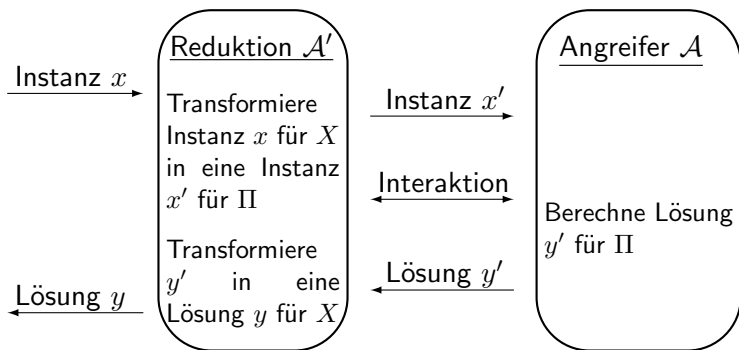 Reduktion 𝒜′
Angreifer 𝒜
Instanz x
Transformiere
Instanz x für X
in eine Instanz
x′ für Π
Instanz x′
Interaktion
Berechne Lösung
y′ für Π
Transformiere
y′ in eine
Lösung y für X
Lösung y′
Lösung y